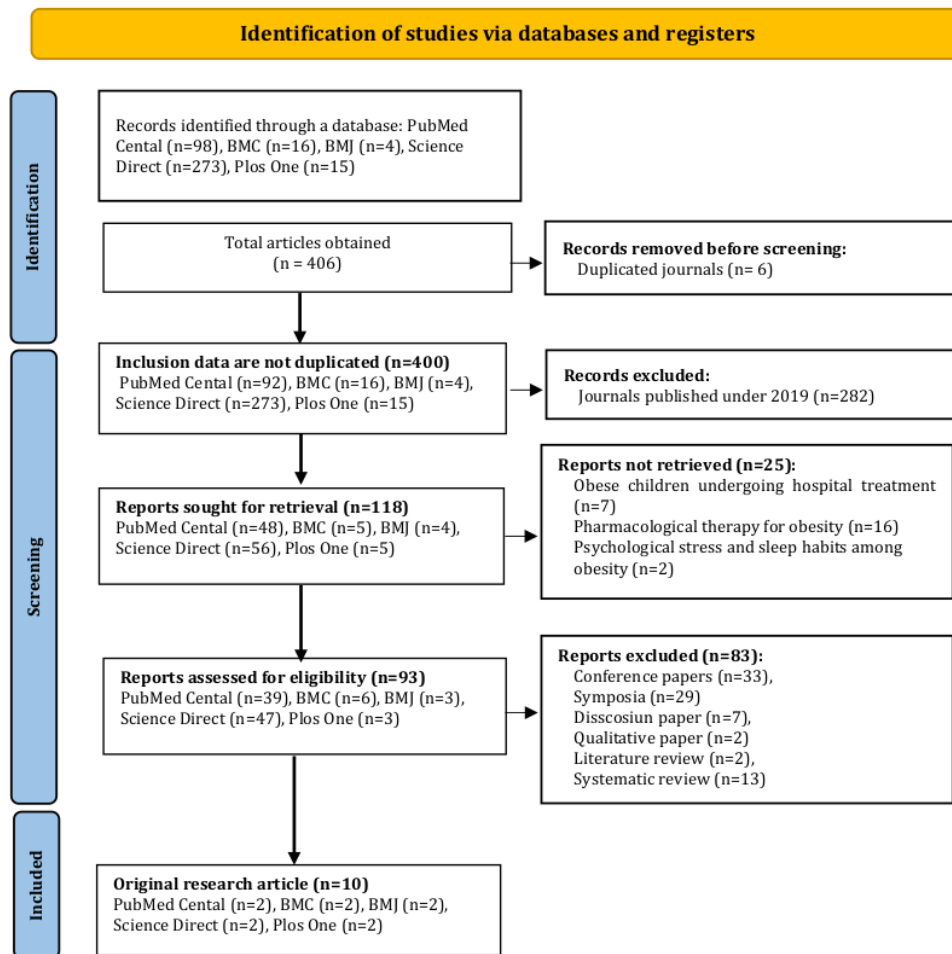 Identification of studies via databases and registers
Identification
Records identified through a database: PubMed
Cental (n=98), BMC (n=16), BMJ (n=4), Science
Direct (n=273), Plos One (n=15)
Total articles obtained
(n = 406)
Records removed before screening:
Duplicated journals (n= 6)
Screening
Inclusion data are not duplicated (n=400)
PubMed Cental (n=92), BMC (n=16), BMJ (n=4),
Science Direct (n=273), Plos One (n=15)
Records excluded:
Journals published under 2019 (n=282)
Reports sought for retrieval (n=118)
PubMed Cental (n=48), BMC (n=5), BMJ (n=4),
Science Direct (n=56), Plos One (n=5)
Reports not retrieved (n=25):
Obese children undergoing hospital treatment
(n=7)
Pharmacological therapy for obesity (n=16)
Psychological stress and sleep habits among
obesity (n=2)
Reports assessed for eligibility (n=93)
PubMed Cental (n=39), BMC (n=6), BMJ (n=3),
Science Direct (n=47), Plos One (n=3)
Reports excluded (n=83):
Conference papers (n=33),
Symposia (n=29)
Disscosiun paper (n=7),
Qualitative paper (n=2)
Literature review (n=2),
Systematic review (n=13)
Included
Original research article (n=10)
PubMed Cental (n=2), BMC (n=2), BMJ (n=2),
Science Direct (n=2), Plos One (n=2)